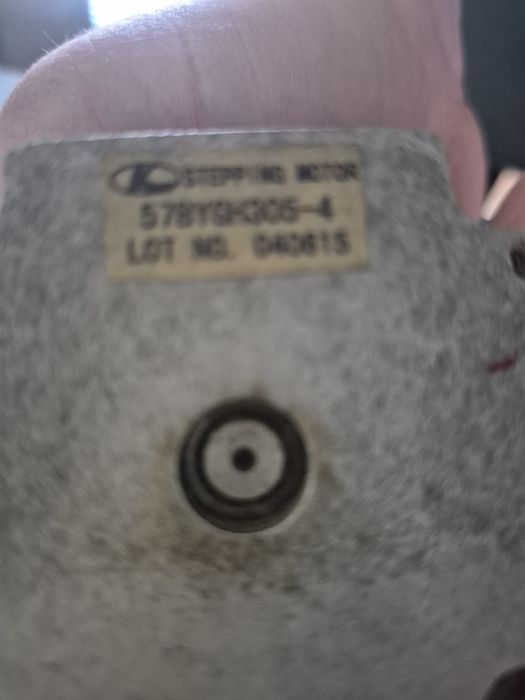 STEPPING MOTOR
57BYGH305-4
LOT NO. 040615